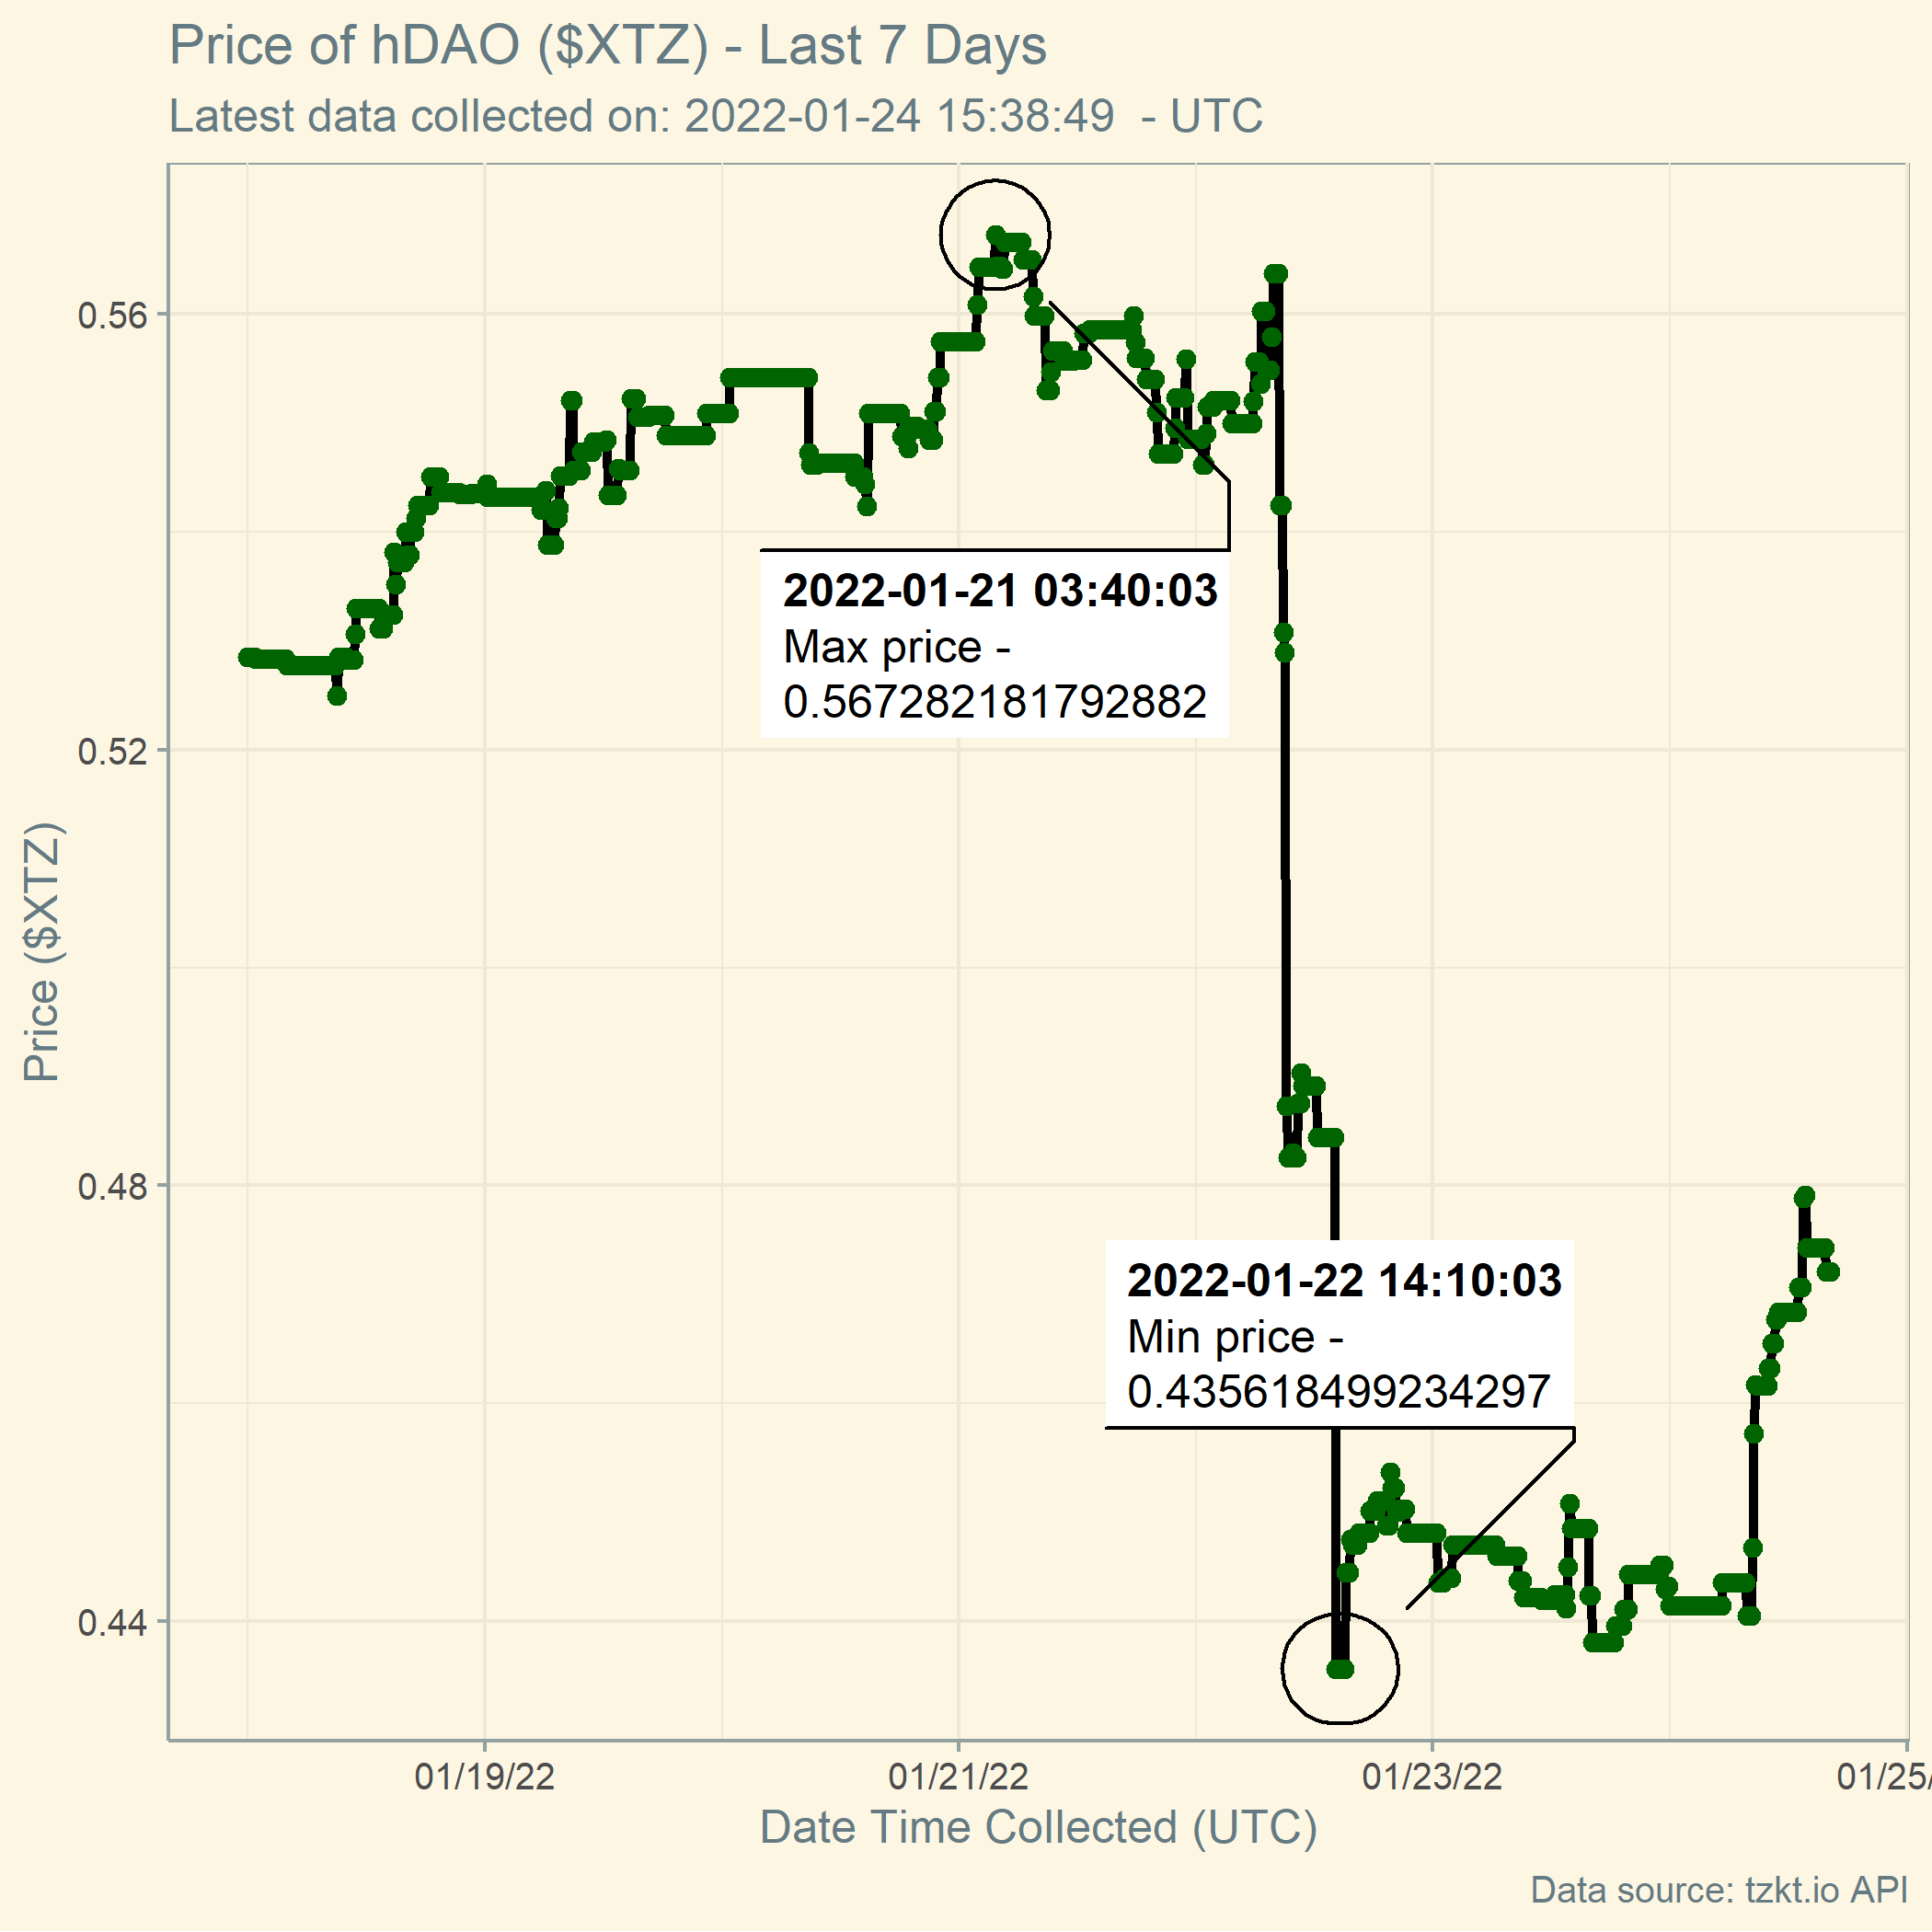 Price of hDAO ($XTZ) - Last 7 Days
Latest data collected on: 2022-01-24 15:38:49 - UTC
0.56
0.52
0.48
0.44
Price ($XTZ)
2022-01-21 03:40:03
Max price -
0.567282181792882
2022-01-22 14:10:03
Min price -
0.435618499234297
01/19/22
01/21/22
01/23/22
01/25/
Date Time Collected (UTC)
Data source: tzkt.io API